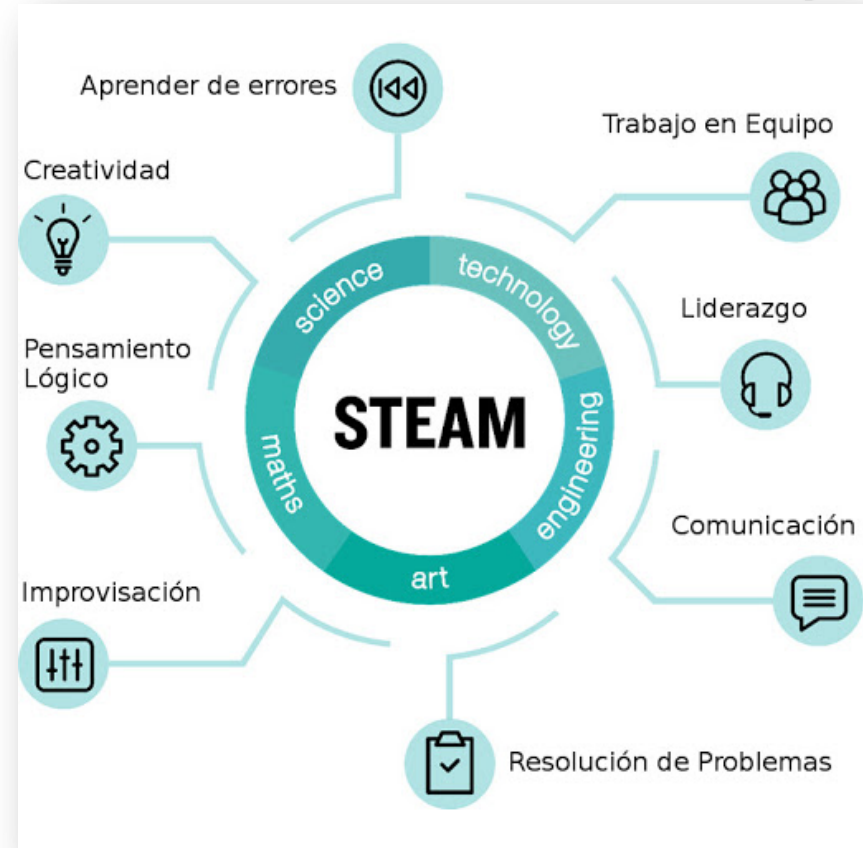 Aprender de errores
Trabajo en Equipo
Creatividad
science
technology
Liderazgo
Pensamiento
Lógico
STEAM
maths
engineering
Comunicación
art
Improvisación
Resolución de Problemas